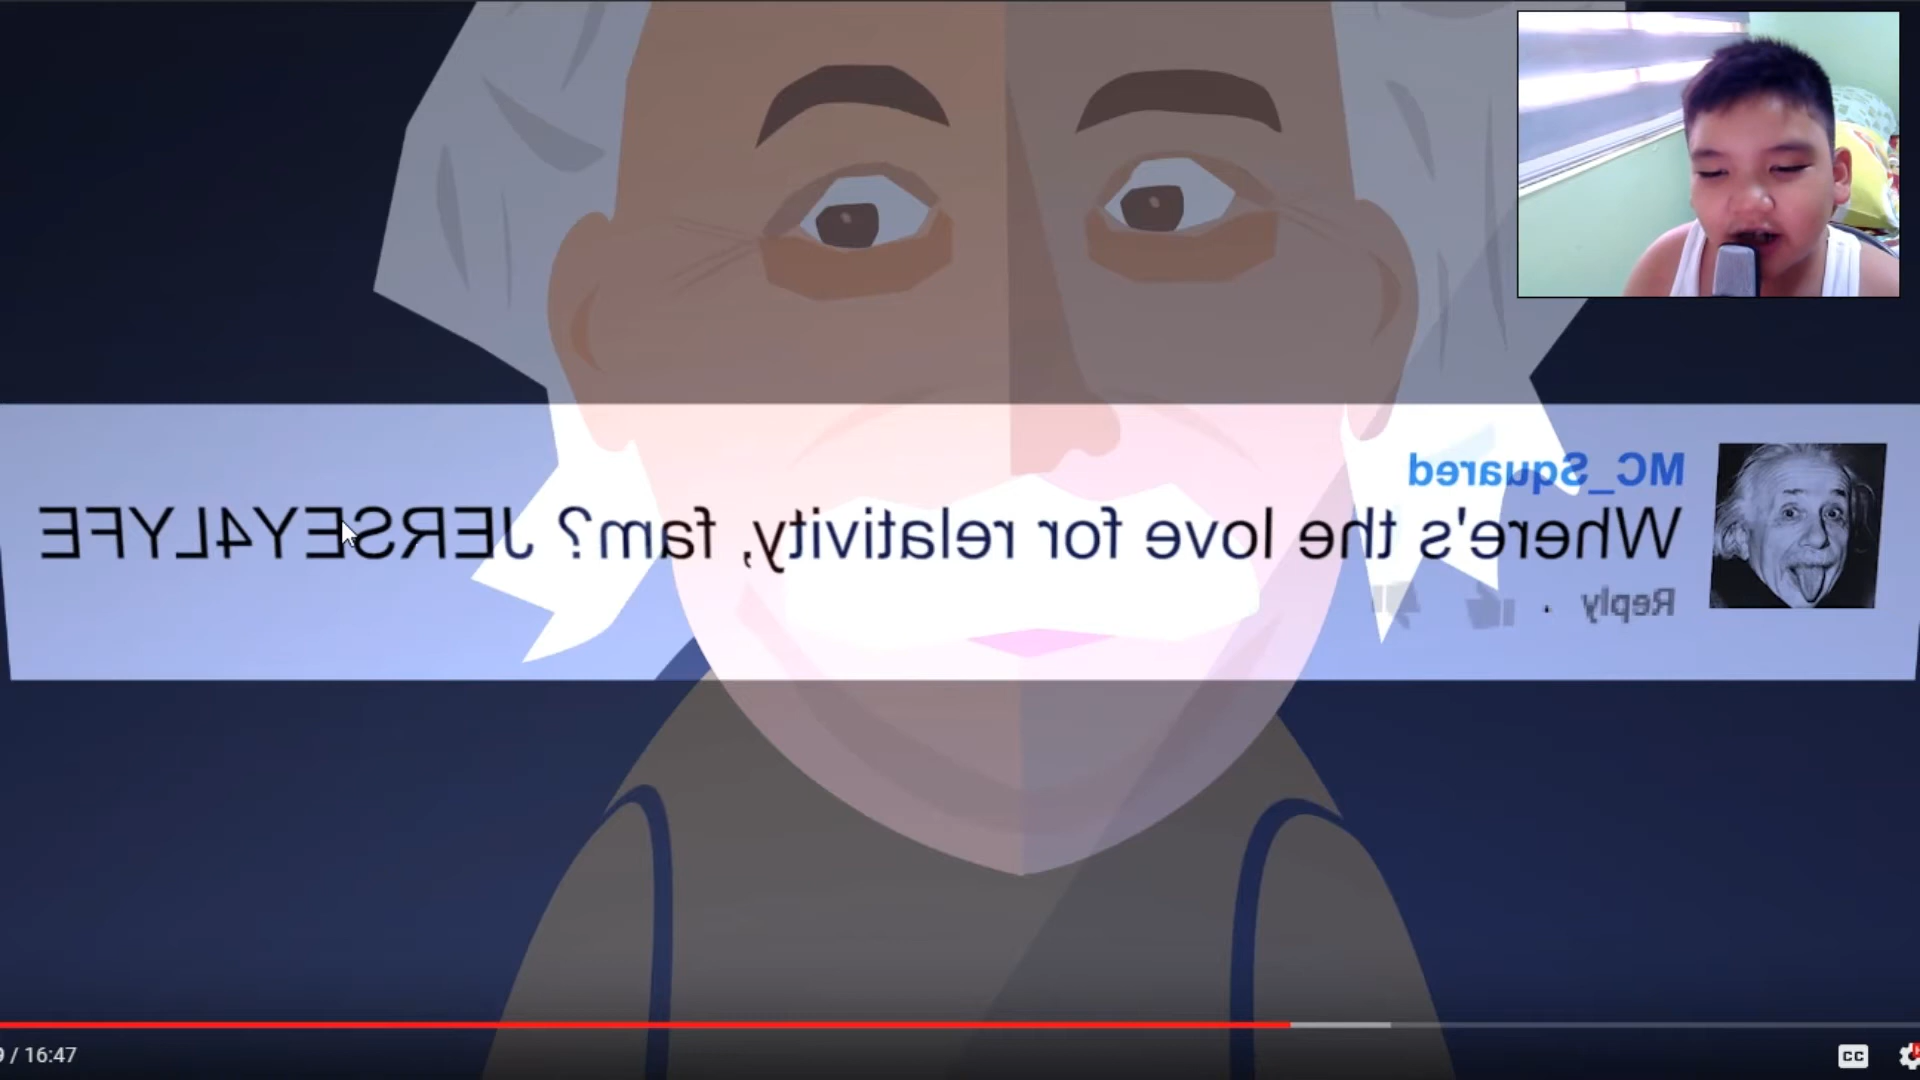 MC_Squared
Where's the love for relativity, fam? JERSEY4LYFE
Reply
/ 16:47
CC